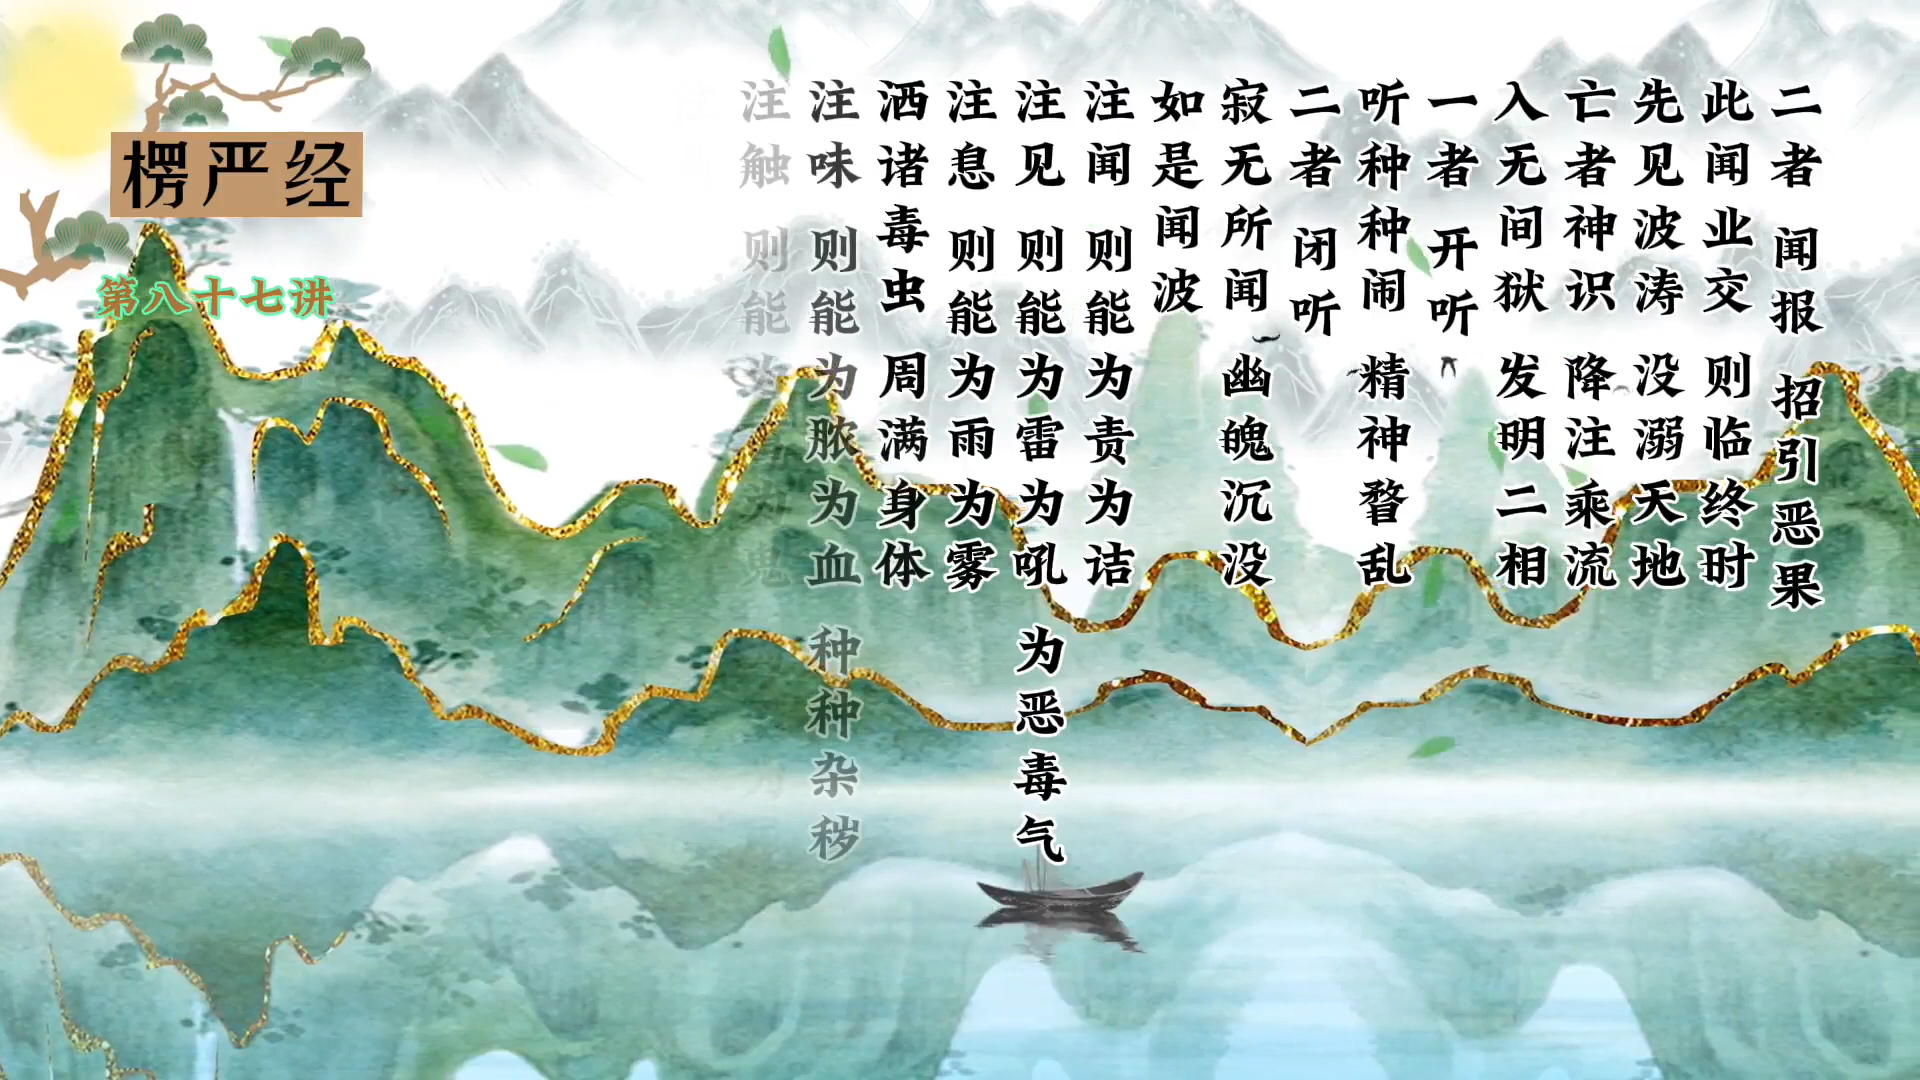 楞严经
第八十七讲
二者 闻报 招引恶果
此闻业交 则临终时
先见波涛 没溺天地
亡者神识 降注乘流
入无间狱 发明二相
一者 开听
听种种闹 精神瞀乱
二者 闭听
寂无所闻 幽魄沉没
如是闻波
注闻 则能 为责为诘
注见 则能 为雷为吼 为恶毒气
注息 则能 为雨为雾
洒诸毒虫 周满身体
注味 则能 为脓为血 种种杂秽
注触 则能 为畜为鬼